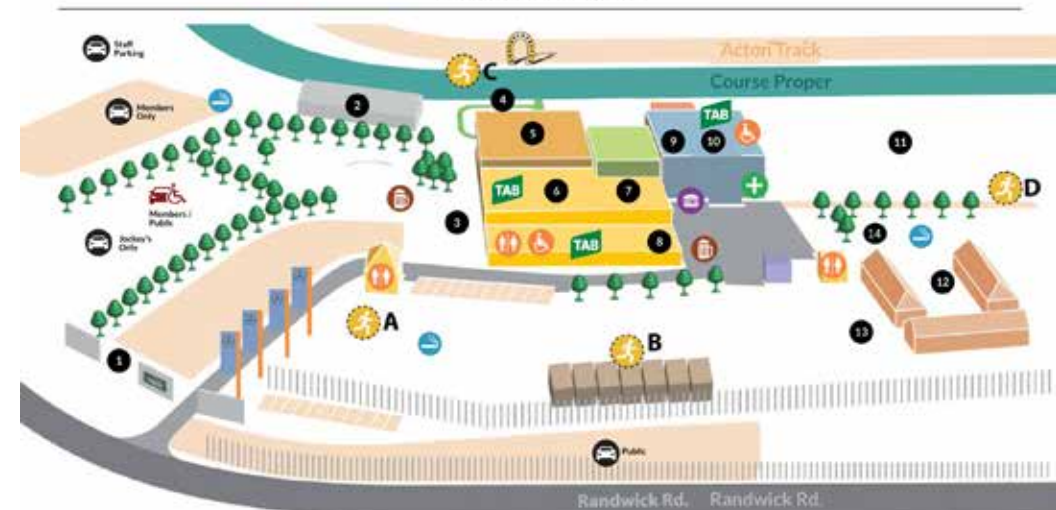 Staff
Parking
C
Acton Track
Course Proper
Members
Only
2
4
5
9
TAB
10
11
D
Members /
Public
TAB
6
7
3
14
Jockey's
Only
TAB
8
12
A
13
1
B
Public
Randwick Rd.
Randwick Rd.